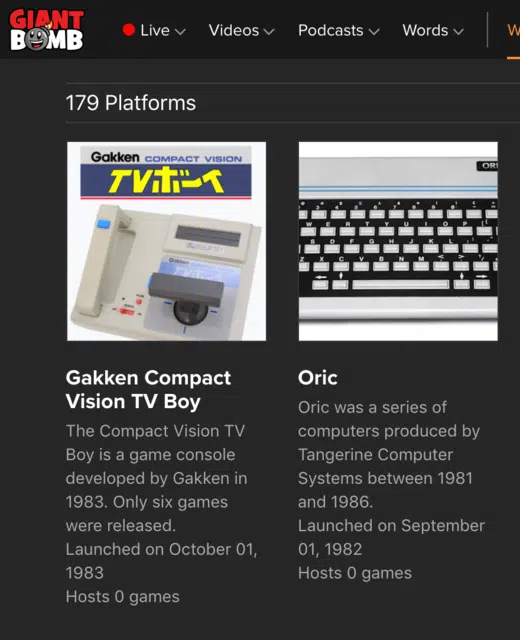 GIANT BOMB
Live
Videos
Podcasts
Words
W
179 Platforms
Gakken COMPACT VISION
TVボーイ
ORI
Q W E R T Y U I O P
A S D F G H J K L
Z X C V B N M
Gakken Compact
Vision TV Boy
The Compact Vision TV
Boy is a game console
developed by Gakken in
1983. Only six games
were released.
Launched on October 01,
1983
Hosts 0 games
Oric
Oric was a series of
computers produced by
Tangerine Computer
Systems between 1981
and 1986.
Launched on September
01, 1982
Hosts 0 games